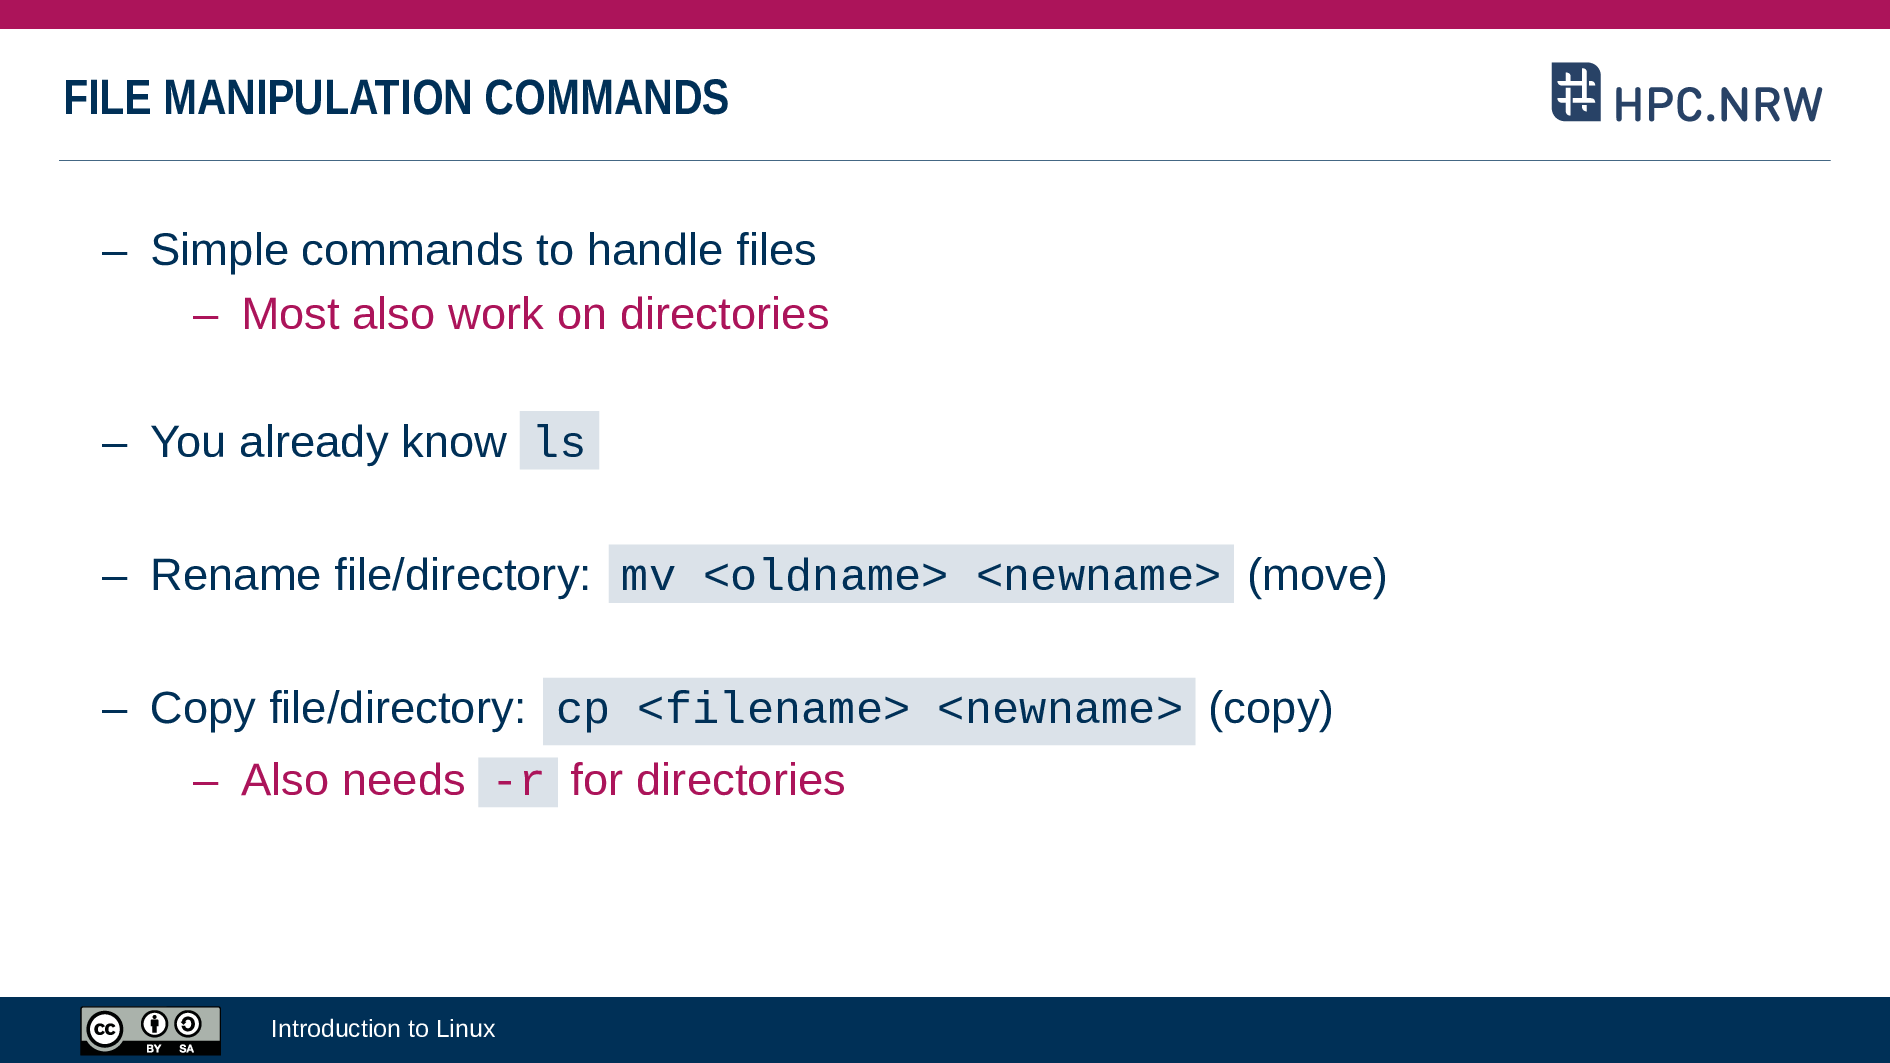 FILE MANIPULATION COMMANDS
HPC.NRW
– Simple commands to handle files
– Most also work on directories
– You already know ls
– Rename file/directory: mv <oldname> <newname> (move)
– Copy file/directory: cp <filename> <newname> (copy)
– Also needs -r for directories
cc BY SA
Introduction to Linux